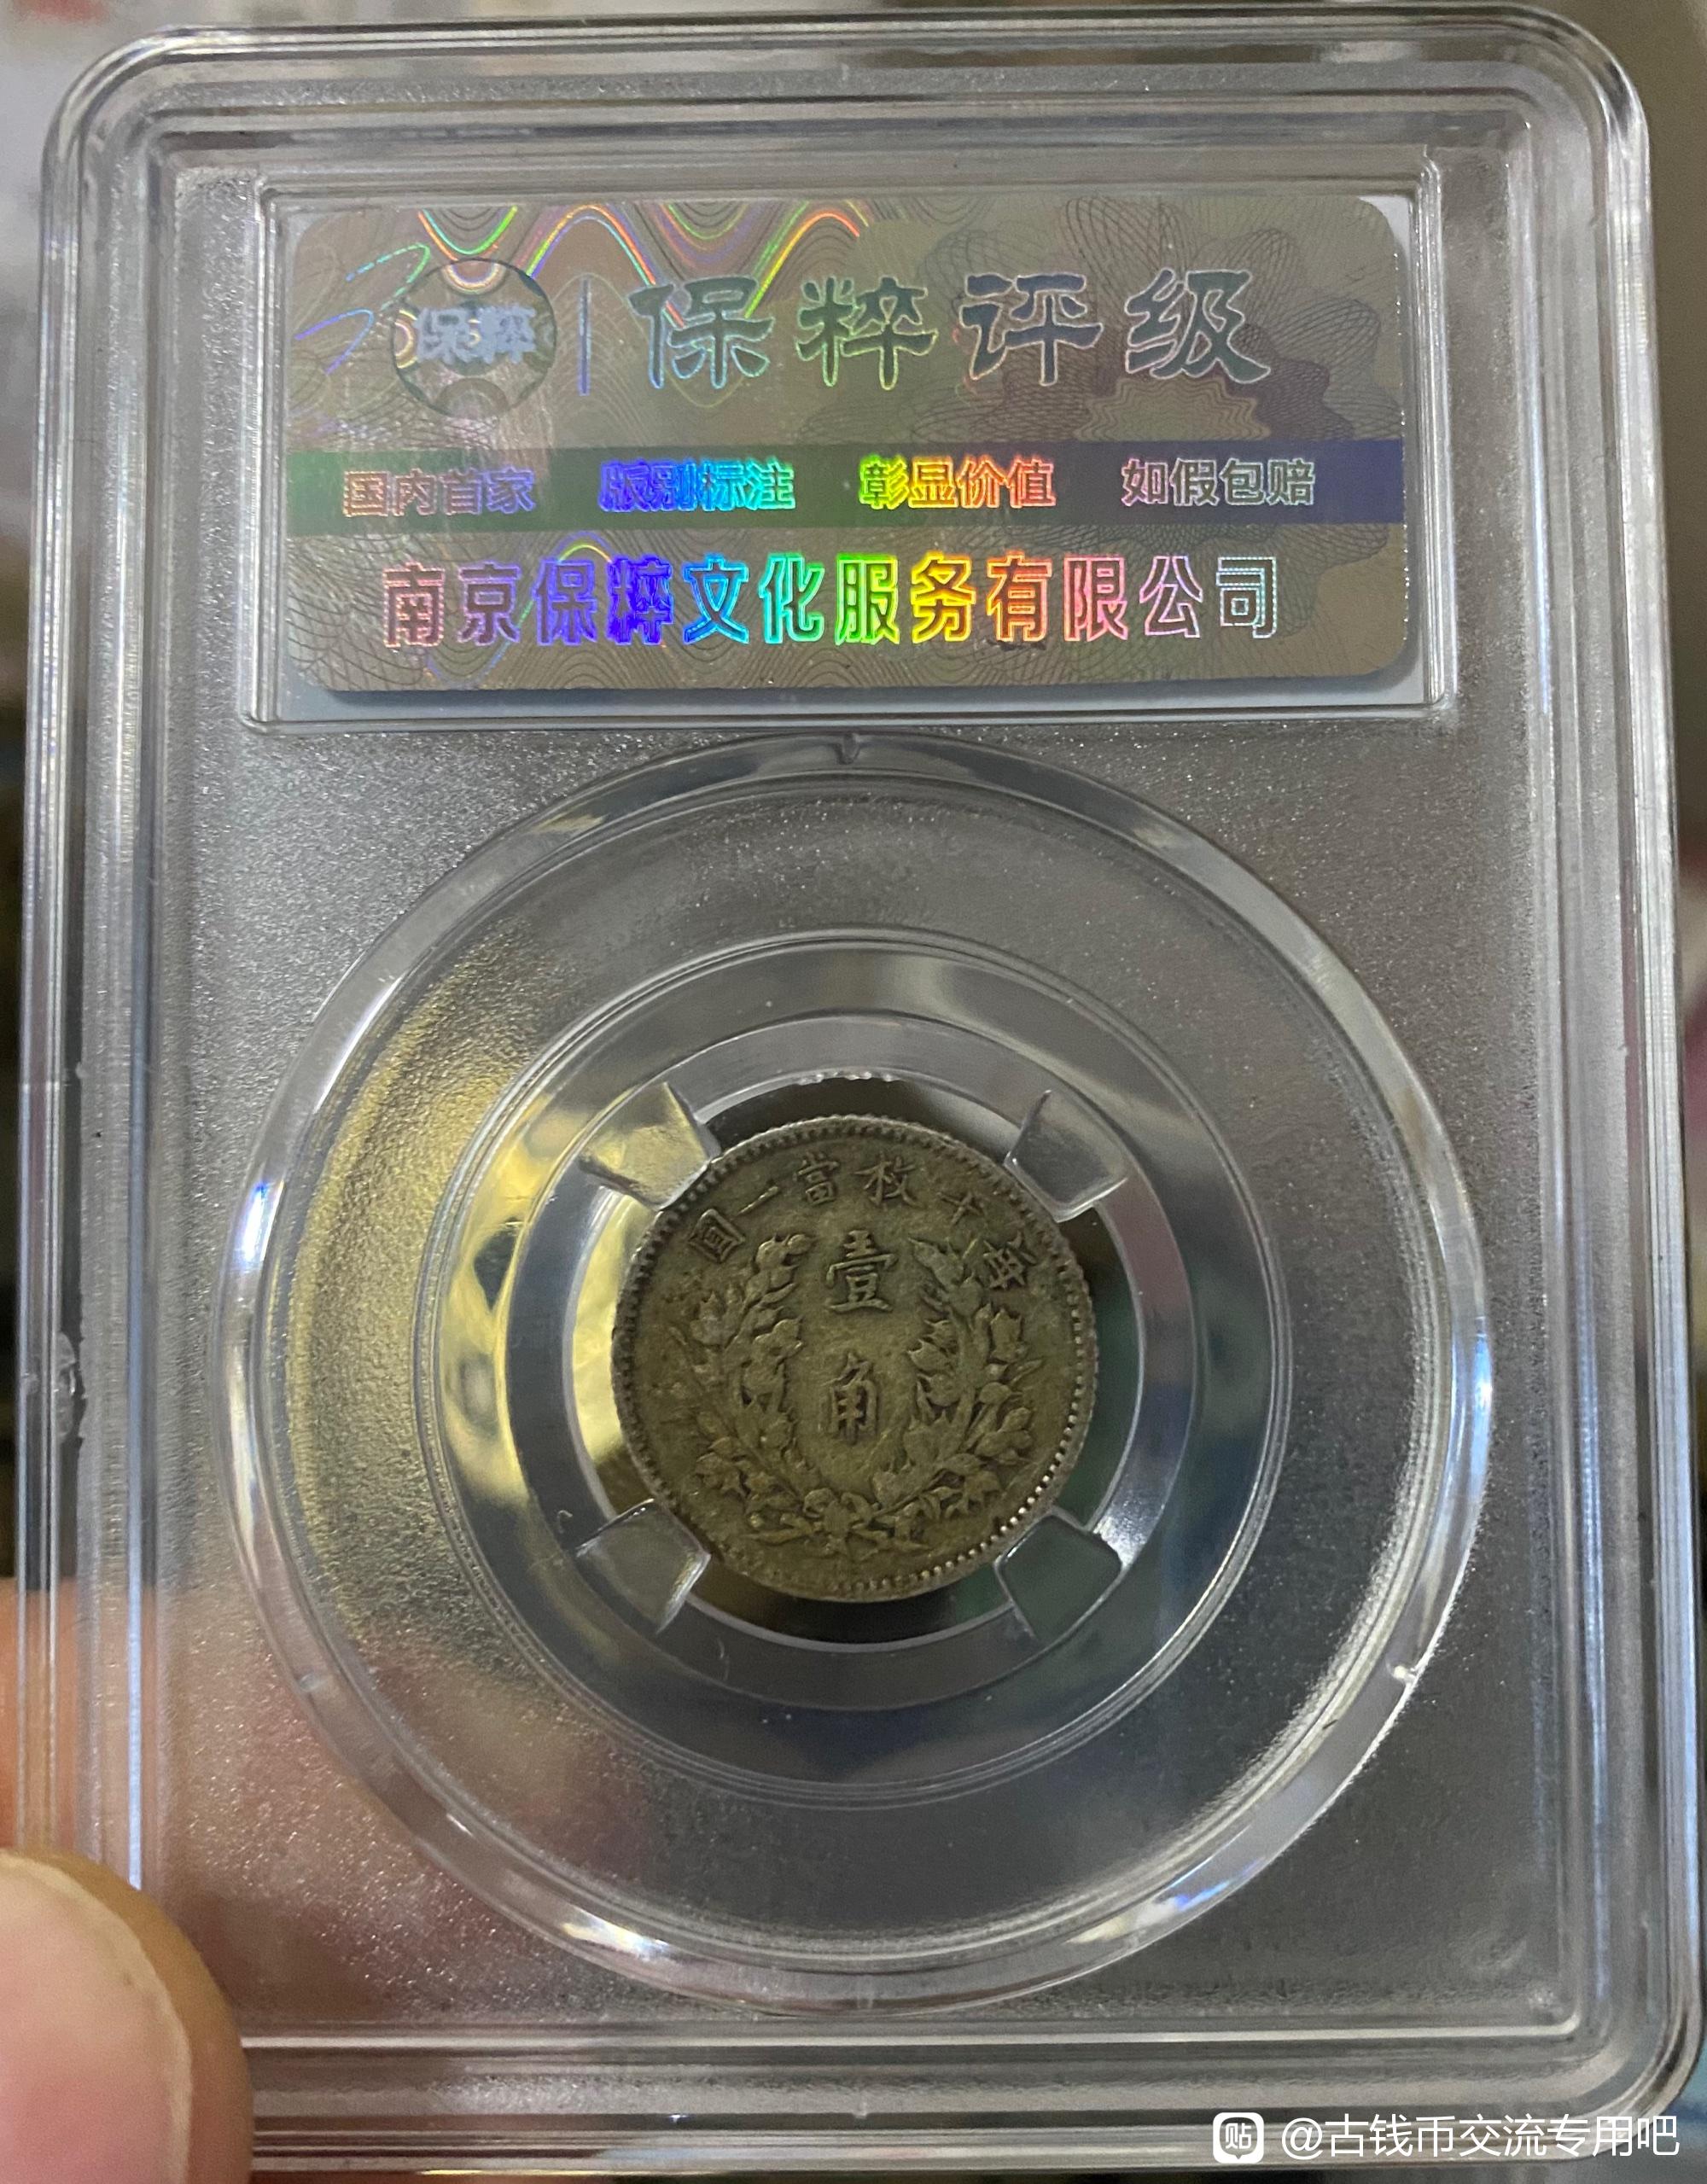 保粹 保粹评级
国内首家 版别标注 彰显价值 如假包赔
南京保粹文化服务有限公司
每十枚當一圓
壹
角
贴 @古钱币交流专用吧